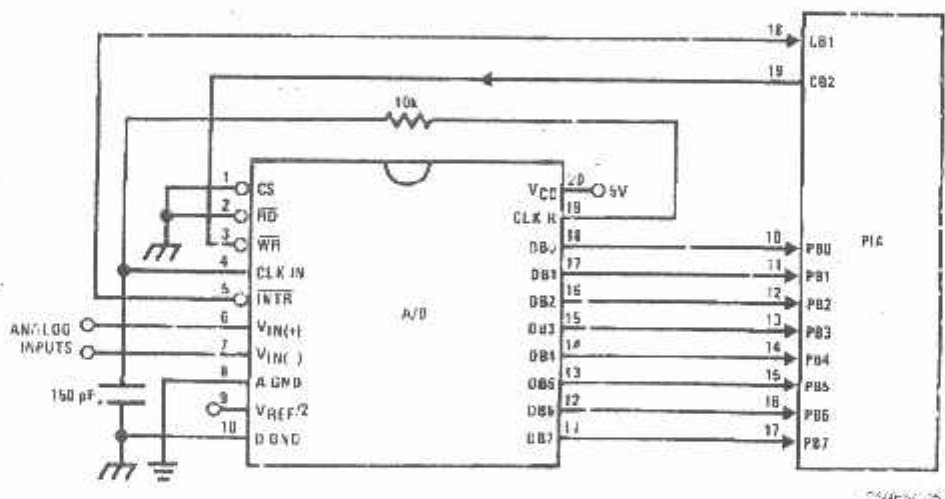 18
CB1
19
CB2
10k
1
CS
2
RD
3
WR
4
CLK IN
5
INTR
6
VIN(+)
7
VIN(-)
8
A GND
9
VREF/2
10
D GND
ANALOG
INPUTS
150 pF
A/D
VCC
20
5V
CLK R
19
DB0
18
DB1
17
DB2
16
DB3
15
DB4
14
DB5
13
DB6
12
DB7
11
10
PB0
11
PB1
12
PB2
13
PB3
14
PB4
15
PB5
16
PB6
17
PB7
PIA